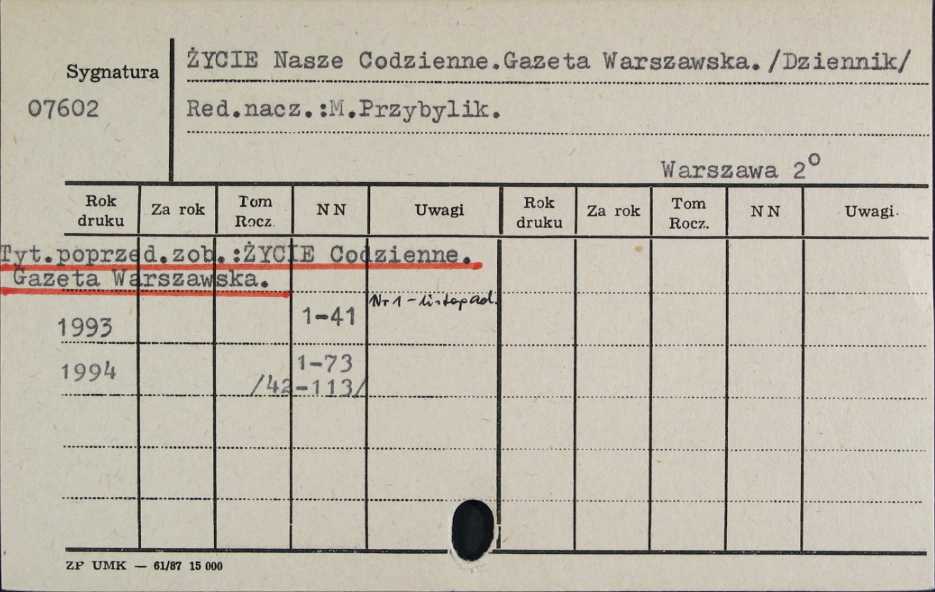 ŻYCIE Nasze Codzienne.Gazeta Warszawska./Dziennik/
Sygnatura
07602
Red.nacz.:M.Przybylik.
Warszawa 2°
Rok druku Za rok Tom Rocz. NN Uwagi Rok druku Za rok Tom Rocz. NN Uwagi
Tyt.poprzed.zob.:ŻYCIE Codzienne.
Gazeta Warszawska.
1993 1-41 Nr 1 - listopad.
1994 1-73
/42-113/
ZP UMK — 61/87 15 000